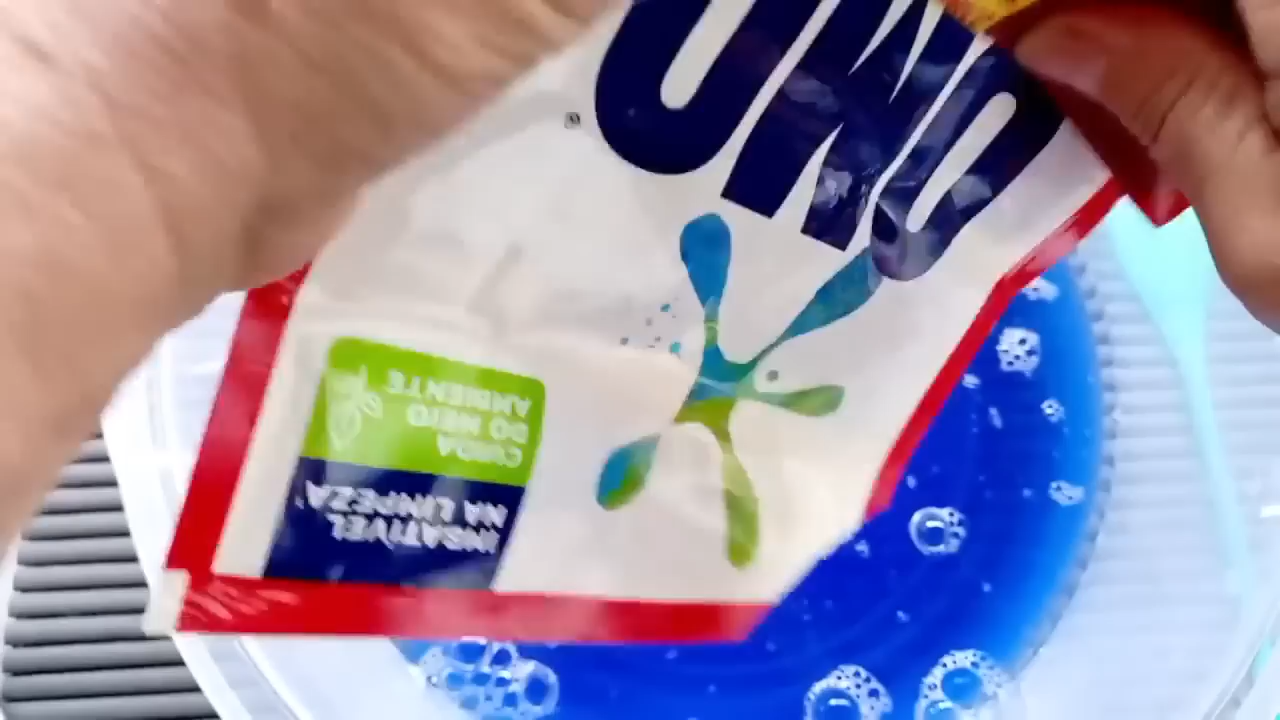 IMBATÍVEL
NA LIMPEZA*
CUIDA
DO MEIO
AMBIENTE
OMO